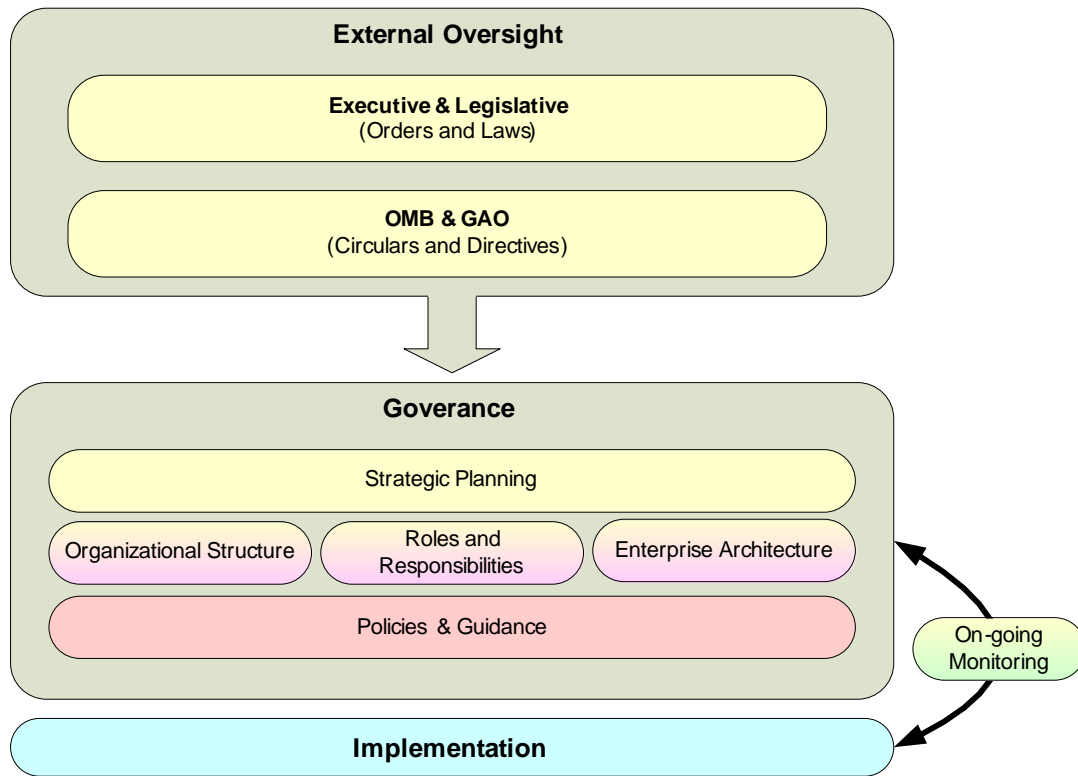 External Oversight
Executive & Legislative
(Orders and Laws)
OMB & GAO
(Circulars and Directives)
Goverance
Strategic Planning
Organizational Structure
Roles and
Responsibilities
Enterprise Architecture
Policies & Guidance
On-going
Monitoring
Implementation